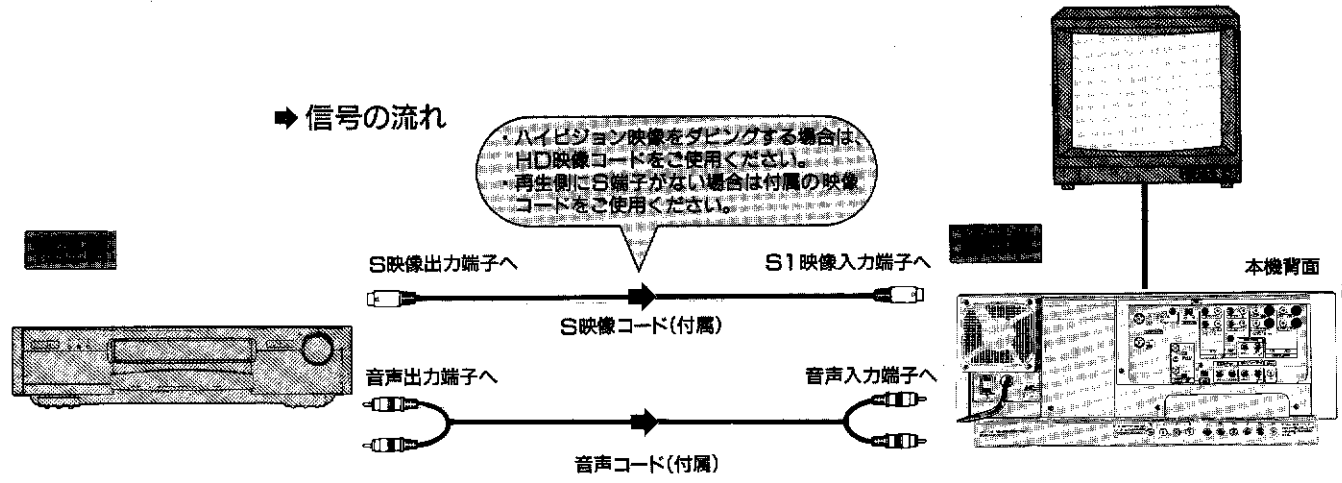 ➡ 信号の流れ
・ハイビジョン映像をダビングする場合は、
HD映像コードをご使用ください。
・再生側にS端子がない場合は付属の映像
コードをご使用ください。
S映像出力端子へ
S1映像入力端子へ
本機背面
S映像コード(付属)
音声出力端子へ
音声入力端子へ
音声コード(付属)